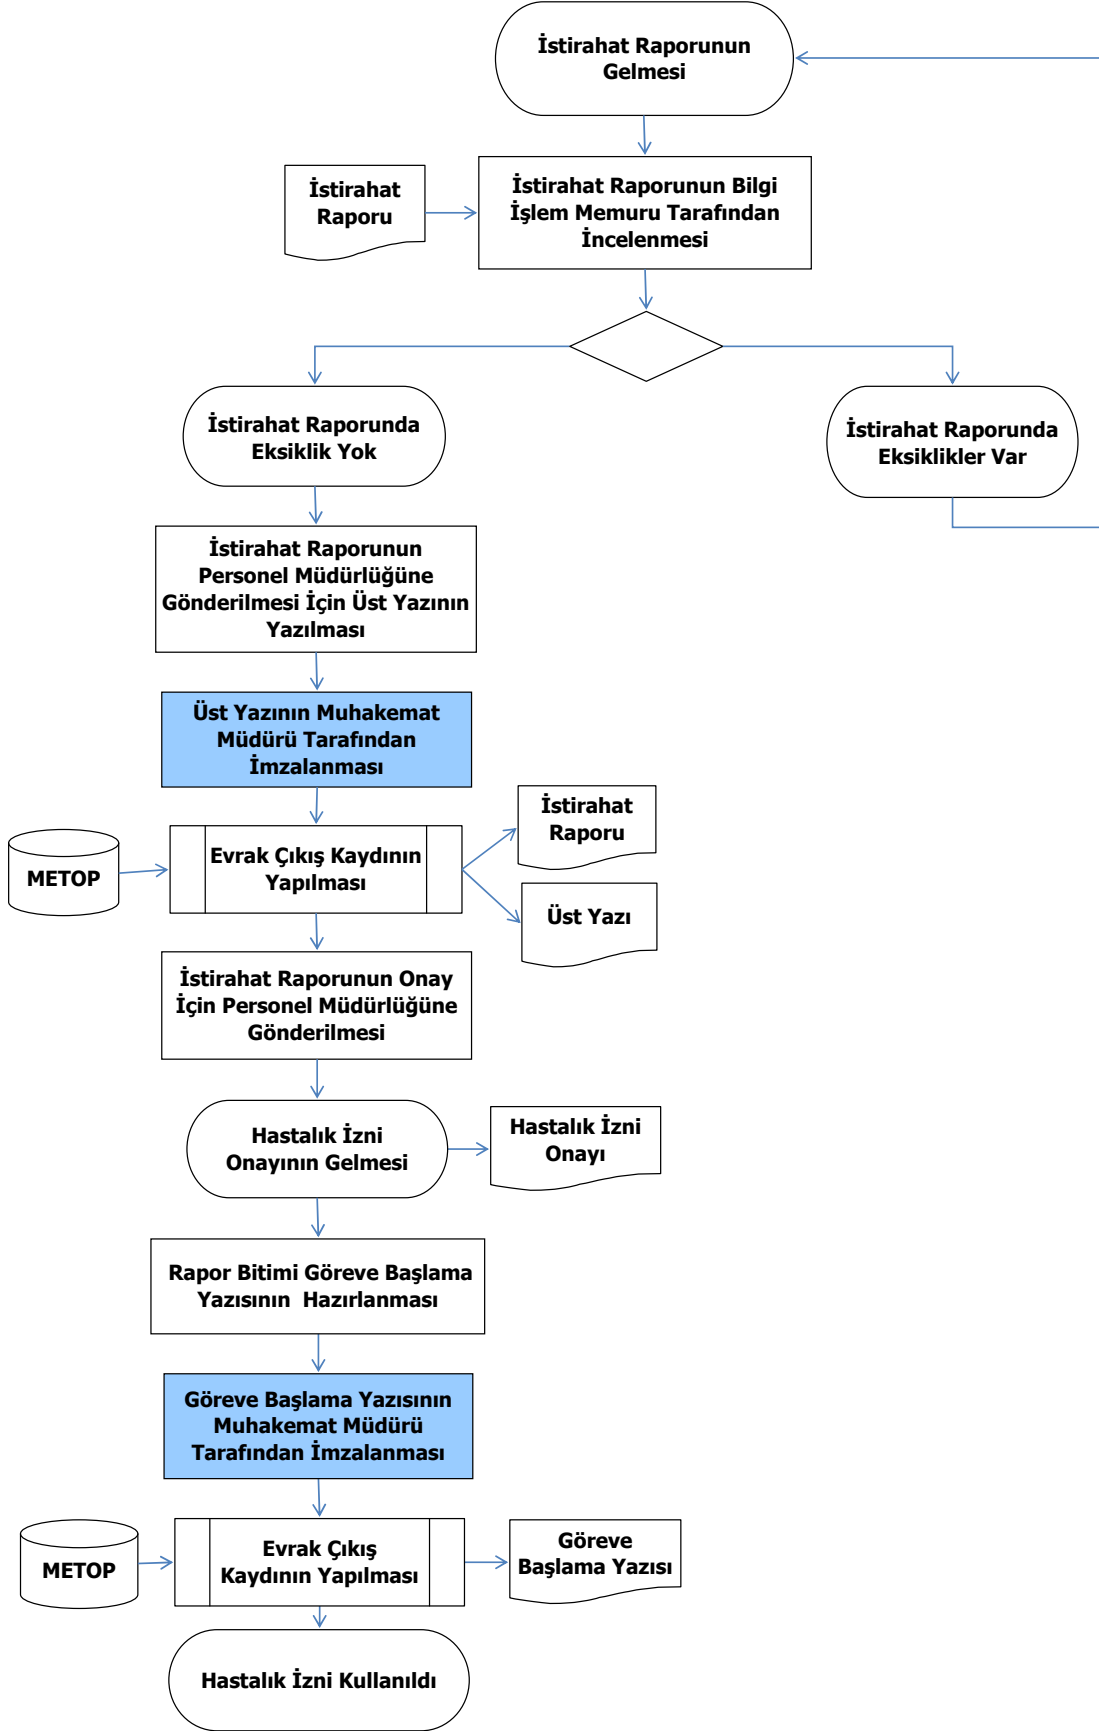 İstirahat Raporunun
Gelmesi
İstirahat
Raporu
İstirahat Raporunun Bilgi
İşlem Memuru Tarafından
İncelenmesi
İstirahat Raporunda
Eksiklik Yok
İstirahat Raporunda
Eksiklikler Var
İstirahat Raporunun
Personel Müdürlüğüne
Gönderilmesi İçin Üst Yazının
Yazılması
Üst Yazının Muhakemat
Müdürü Tarafından
İmzalanması
METOP
Evrak Çıkış Kaydının
Yapılması
İstirahat
Raporu
Üst Yazı
İstirahat Raporunun Onay
İçin Personel Müdürlüğüne
Gönderilmesi
Hastalık İzni
Onayının Gelmesi
Hastalık İzni
Onayı
Rapor Bitimi Göreve Başlama
Yazısının  Hazırlanması
Göreve Başlama Yazısının
Muhakemat Müdürü
Tarafından İmzalanması
METOP
Evrak Çıkış
Kaydının Yapılması
Göreve
Başlama Yazısı
Hastalık İzni Kullanıldı